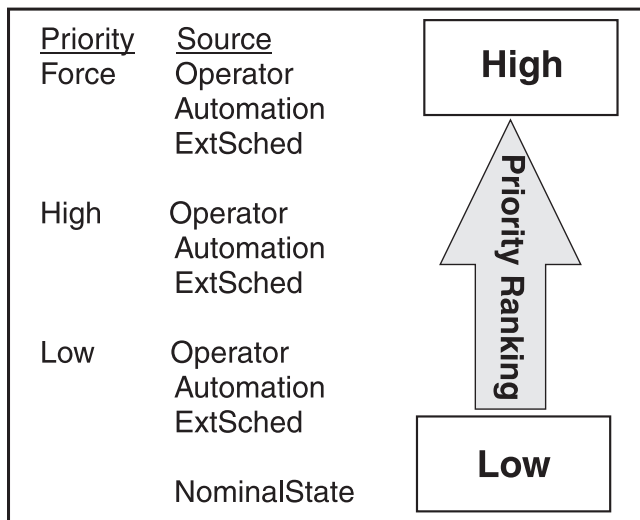 Priority Source
Force Operator
Automation
ExtSched
High Operator
Automation
ExtSched
Low Operator
Automation
ExtSched
NominalState
High
Priority Ranking
Low